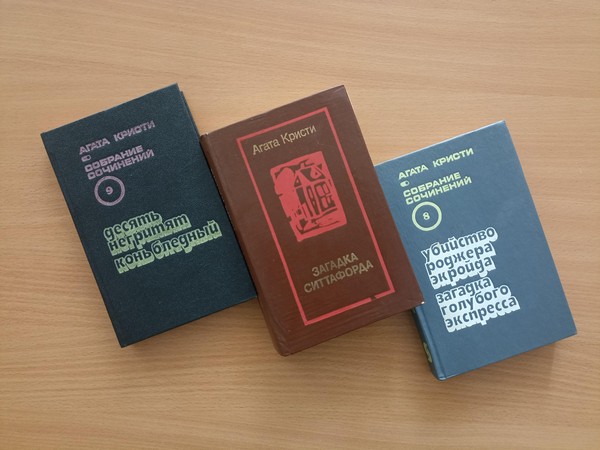 АГАТА КРИСТИ
СОБРАНИЕ
СОЧИНЕНИЙ
9
десять
негритят
конь бледный
Агата Кристи
ЗАГАДКА
СИТТАФОРДА
АГАТА КРИСТИ
СОБРАНИЕ
СОЧИНЕНИЙ
8
убийство
роджера
экройда
загадка
голубого
экспресса